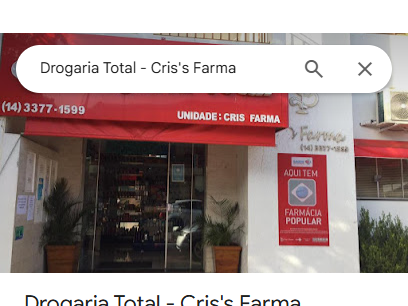 Drogaria Total - Cris's Farma
(14) 3377-1599
UNIDADE: CRIS FARMA
Farma
(14) 3377-1599
AQUI TEM
FARMÁCIA
POPULAR
Drogaria Total - Cris's Farma